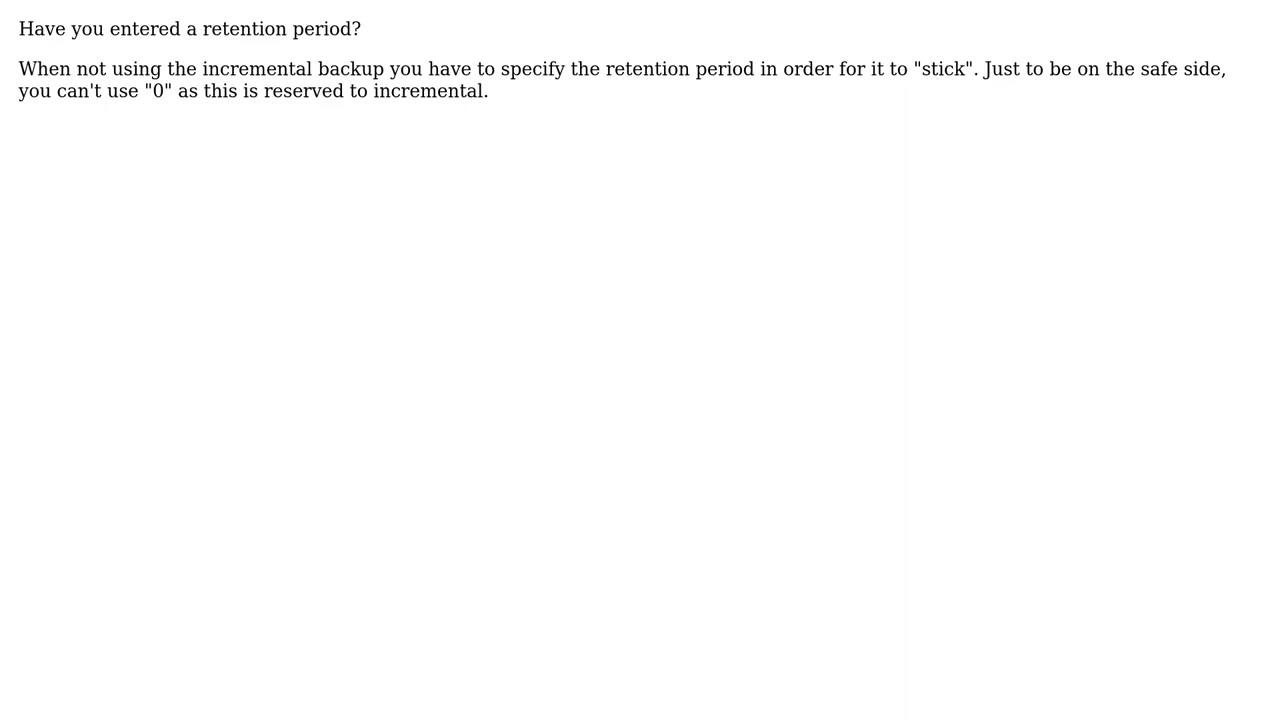 Have you entered a retention period?
When not using the incremental backup you have to specify the retention period in order for it to "stick". Just to be on the safe side,
you can't use "0" as this is reserved to incremental.